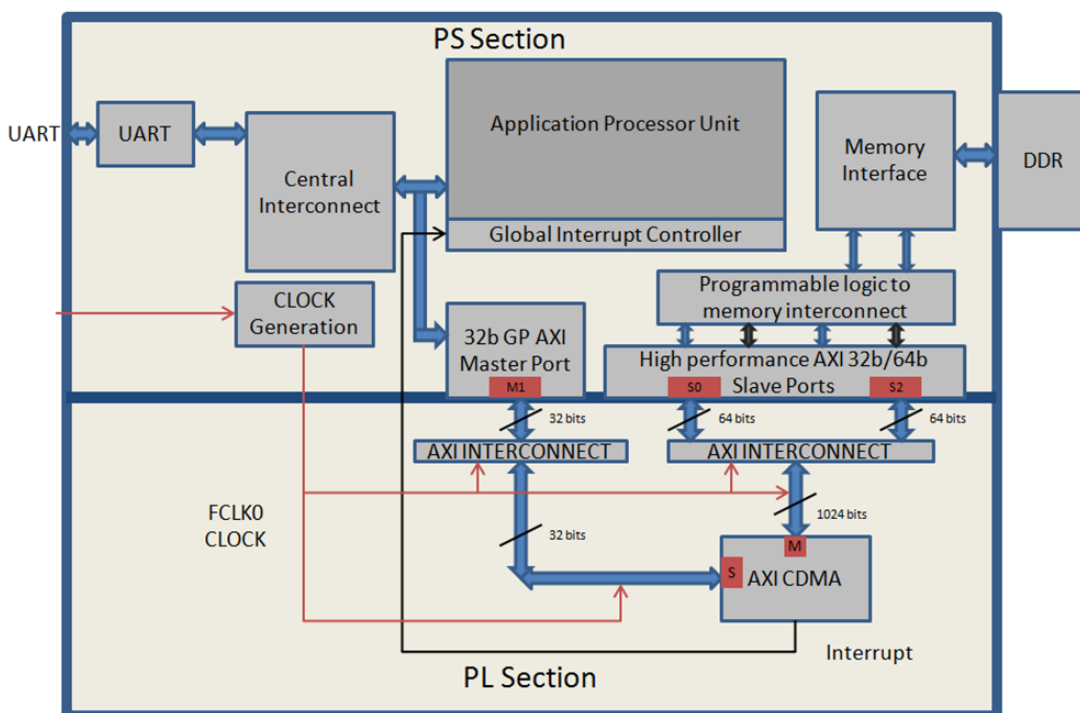 PS Section
UART
UART
Central
Interconnect
Application Processor Unit
Global Interrupt Controller
Memory
Interface
DDR
CLOCK
Generation
Programmable logic to
memory interconnect
32b GP AXI
Master Port
M1
High performance AXI 32b/64b
Slave Ports
S0
S2
32 bits
64 bits
64 bits
AXI INTERCONNECT
AXI INTERCONNECT
FCLK0
CLOCK
32 bits
1024 bits
M
S
AXI CDMA
Interrupt
PL Section